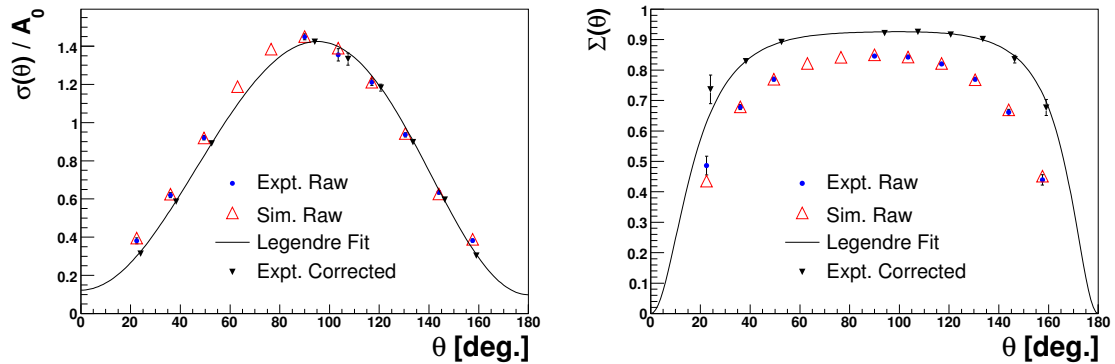 σ(θ) / A0
1.4
1.2
1
0.8
0.6
0.4
0.2
0
0 20 40 60 80 100 120 140 160 180
θ [deg.]
Expt. Raw
Sim. Raw
Legendre Fit
Expt. Corrected
Σ(θ)
1
0.9
0.8
0.7
0.6
0.5
0.4
0.3
0.2
0.1
0
0 20 40 60 80 100 120 140 160 180
θ [deg.]
Expt. Raw
Sim. Raw
Legendre Fit
Expt. Corrected